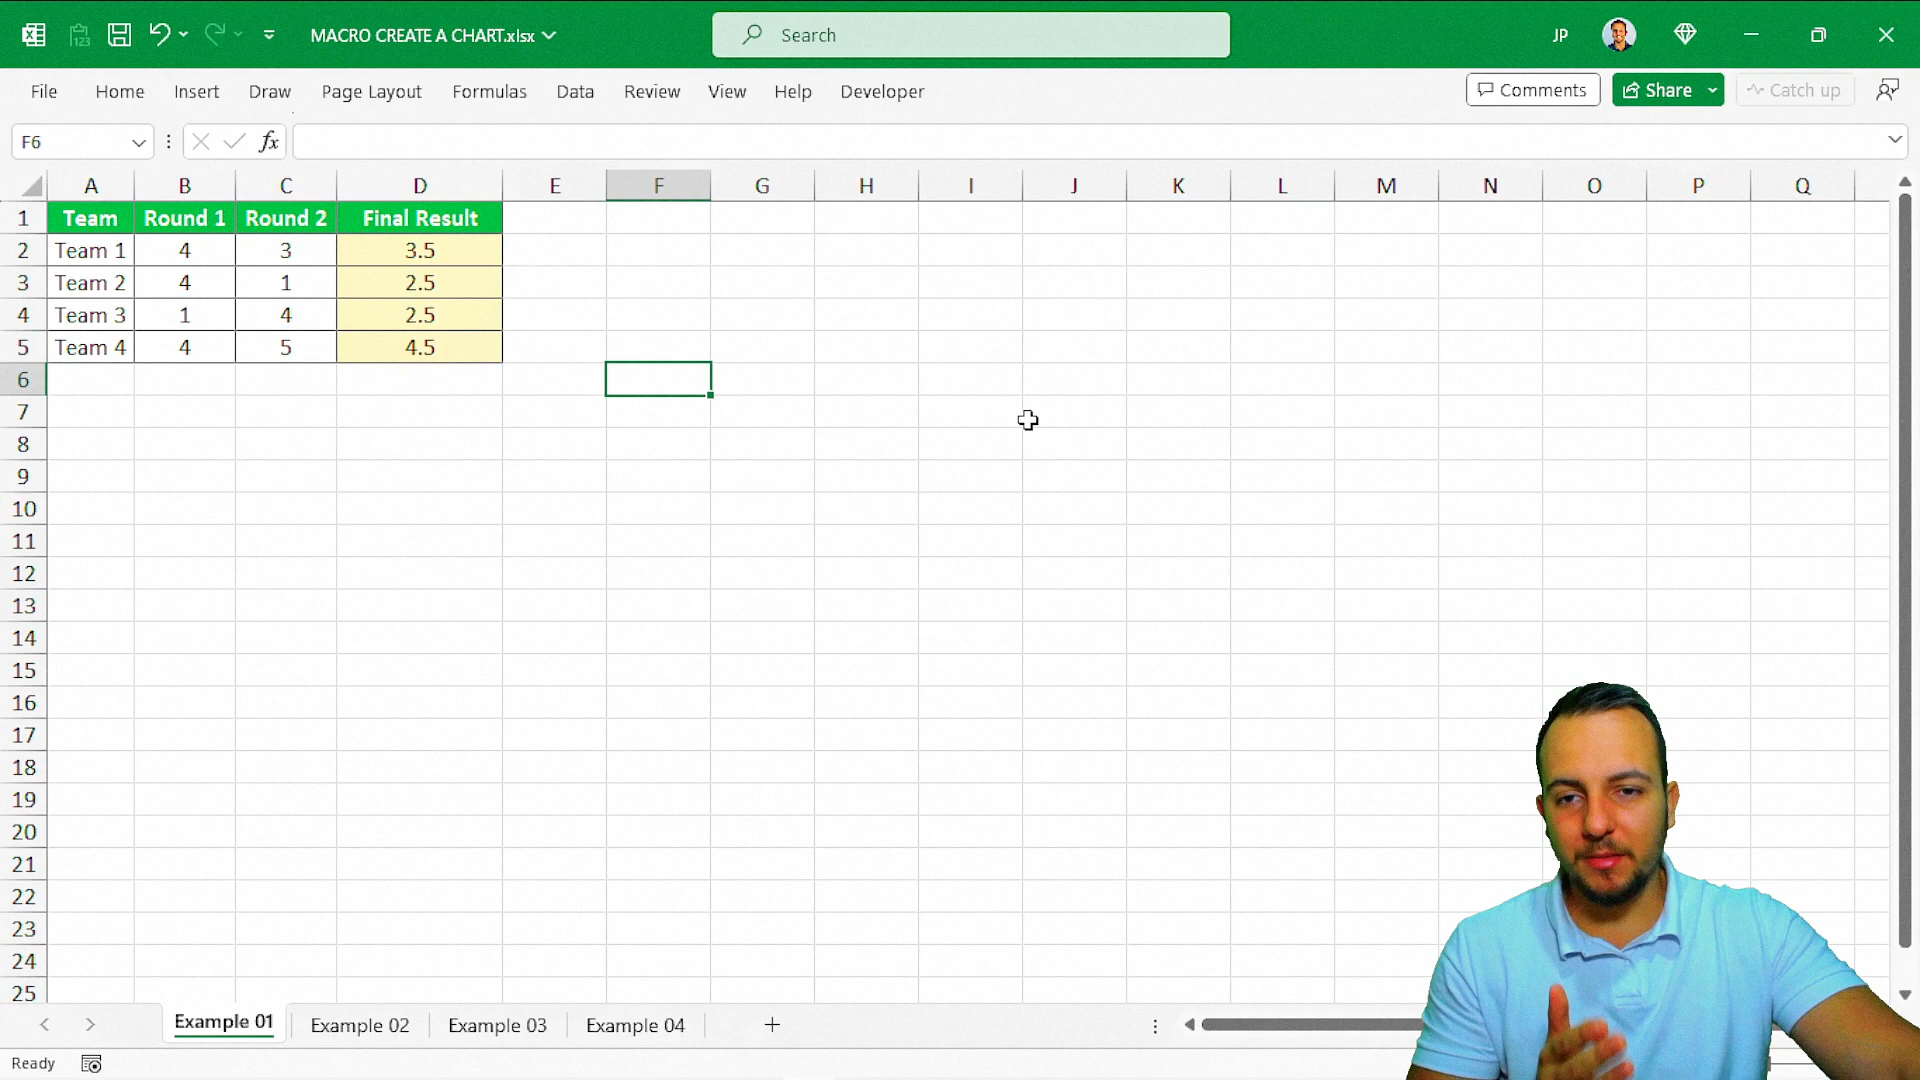 MACRO CREATE A CHART.xlsx
Search
JP
File Home Insert Draw Page Layout Formulas Data Review View Help Developer
Comments Share Catch up
F6 fx
A B C D E F G H I J K L M N O P Q
1 Team Round 1 Round 2 Final Result
2 Team 1 4 3 3.5
3 Team 2 4 1 2.5
4 Team 3 1 4 2.5
5 Team 4 4 5 4.5
6
7
8
9
10
11
12
13
14
15
16
17
18
19
20
21
22
23
24
25
Example 01 Example 02 Example 03 Example 04
Ready